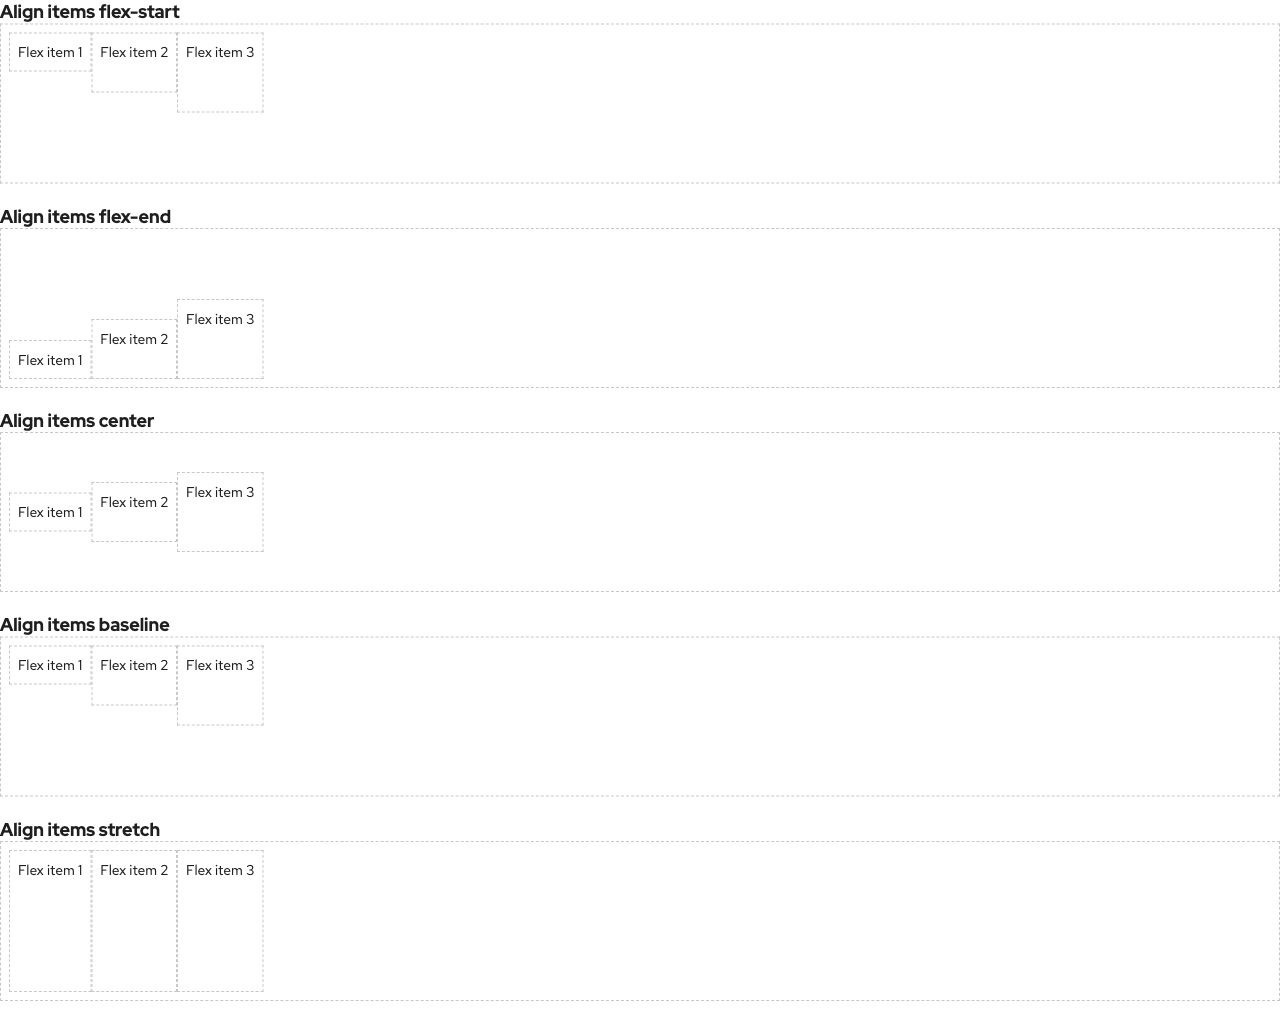 Align items flex-start
Flex item 1 Flex item 2 Flex item 3
Align items flex-end
Flex item 3
Flex item 2
Flex item 1
Align items center
Flex item 3
Flex item 2
Flex item 1
Align items baseline
Flex item 1 Flex item 2 Flex item 3
Align items stretch
Flex item 1 Flex item 2 Flex item 3